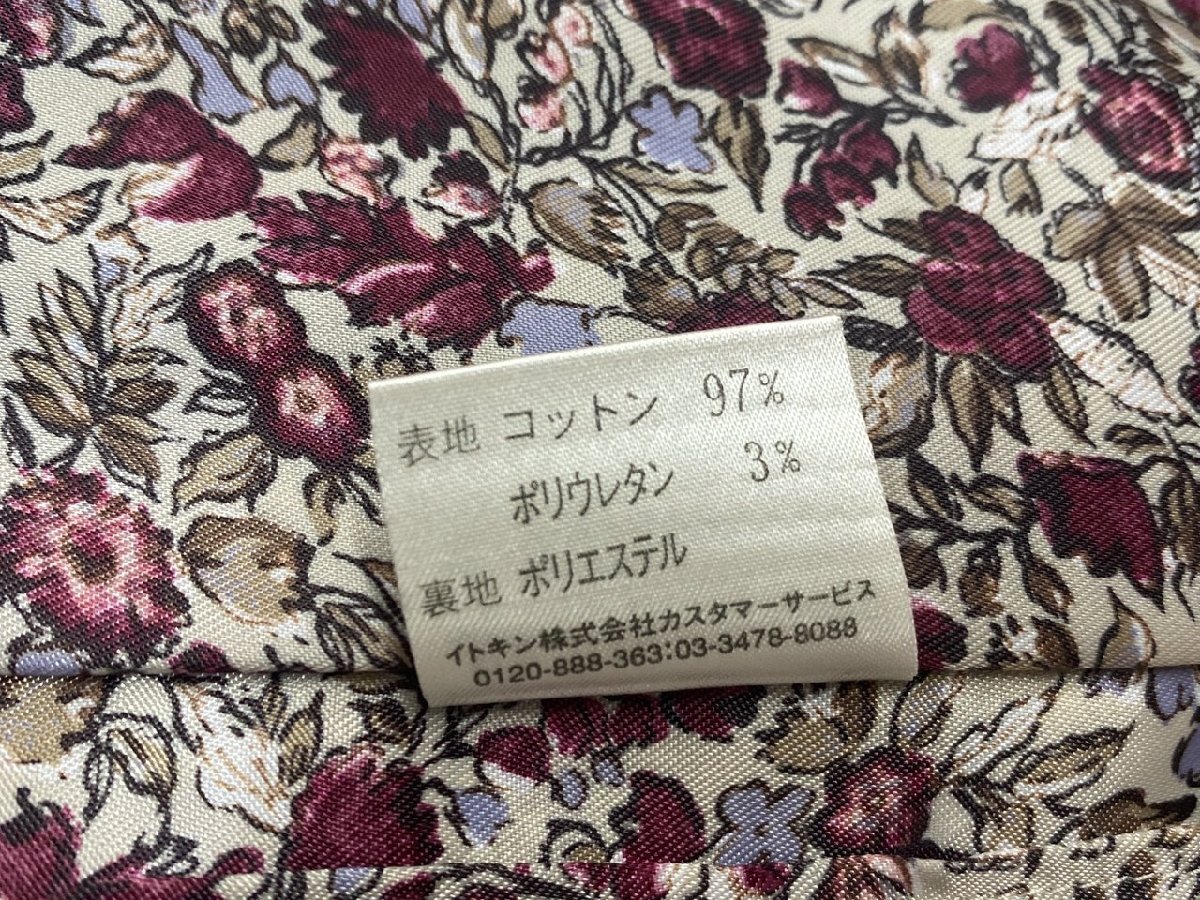 表地 コットン 97%
ポリウレタン 3%
裏地 ポリエステル
イトキン株式会社カスタマーサービス
0120-888-363:03-3478-8088